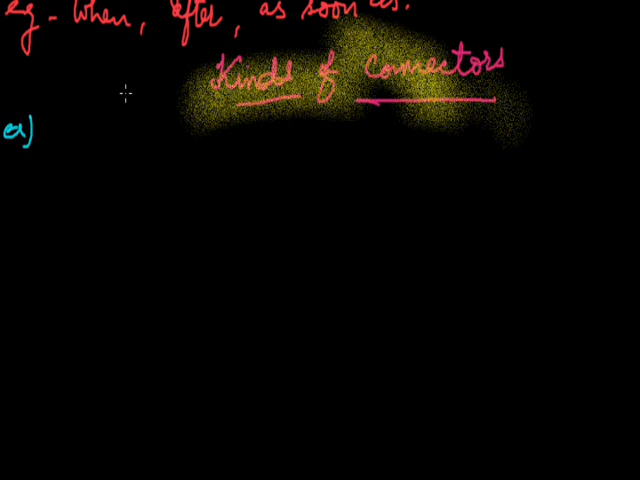 eg - When, after, as soon as.
Kinds of Connectors
a)